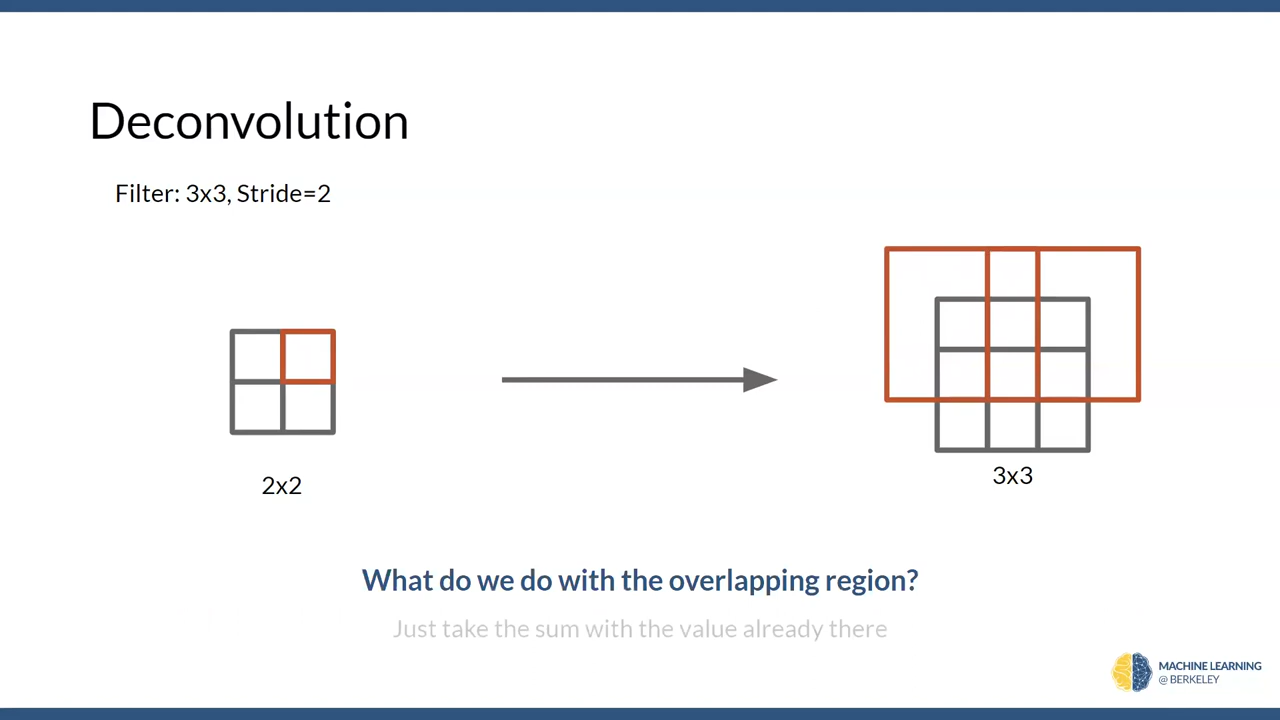 Deconvolution
Filter: 3x3, Stride=2
2x2
3x3
What do we do with the overlapping region?
Just take the sum with the value already there
MACHINE LEARNING
@ BERKELEY